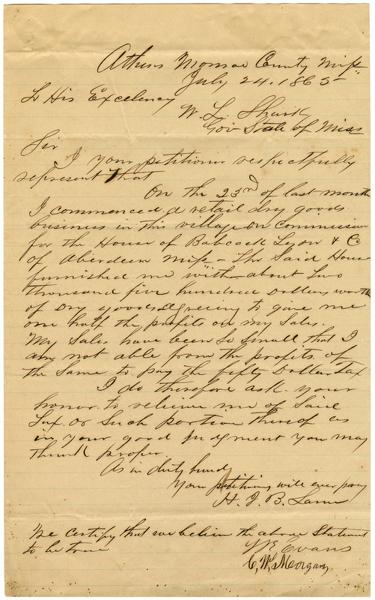 Athens Monroe County Miss
July 24, 1865
To His Excelency
W. L. Shark
Gov State of Miss
Sir
I your petitioner respectfully
represent that
On the 23rd of last month
I commenced a retail dry goods
business in this village on commission
for the House of Babcock Lyon & Co
of Aberdeen Miss - The Said House
furnished me with about two
thousand five hundred dollars worth
of dry goods agreeing to give me
one half the profits on my Sales.
My Sales have been so small that I
am not able from the profits of
the same to pay the fifty Dollar tax
I do therefore ask your
honor to relieve me of Said
Tax or Such portion thereof as
in your good judgment you may
think proper.
As in duty bound
Your petitioner will ever pray
H. J. B. Lann
We certify that we believe the above Statement
to be true
Evans
C. W. Morgan